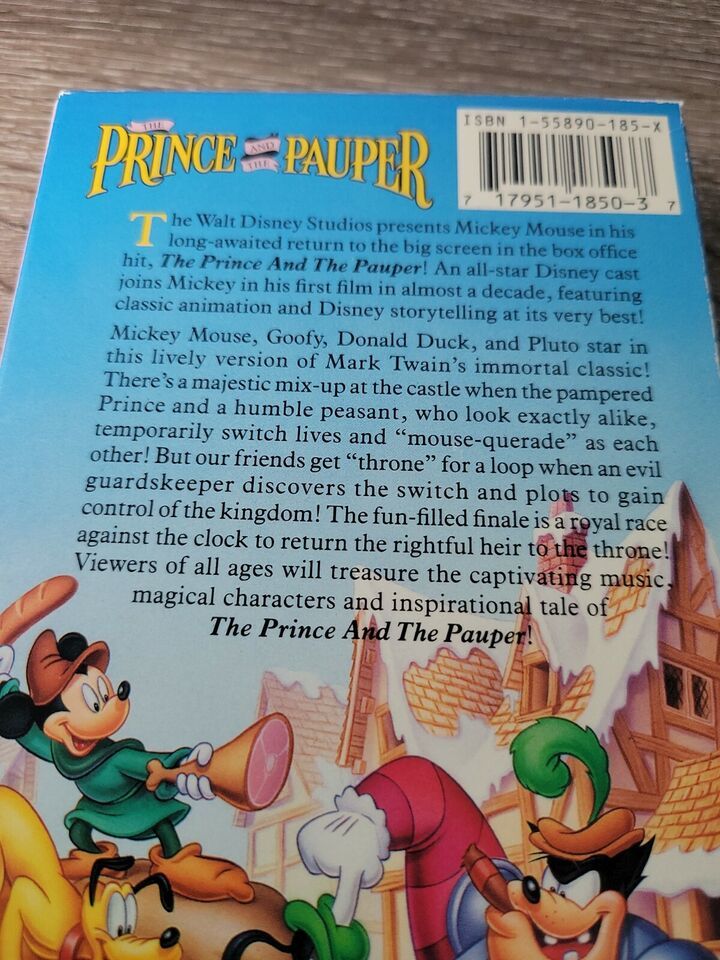 THE
PRINCE AND THE PAUPER
ISBN 1-55890-185-X
7 17951-1850-3 7
The Walt Disney Studios presents Mickey Mouse in his
long-awaited return to the big screen in the box office
hit, The Prince And The Pauper! An all-star Disney cast
joins Mickey in his first film in almost a decade, featuring
classic animation and Disney storytelling at its very best!
Mickey Mouse, Goofy, Donald Duck, and Pluto star in
this lively version of Mark Twain's immortal classic!
There's a majestic mix-up at the castle when the pampered
Prince and a humble peasant, who look exactly alike,
temporarily switch lives and “mouse-querade” as each
other! But our friends get “throne” for a loop when an evil
guardskeeper discovers the switch and plots to gain
control of the kingdom! The fun-filled finale is a royal race
against the clock to return the rightful heir to the throne!
Viewers of all ages will treasure the captivating music,
magical characters and inspirational tale of
The Prince And The Pauper!